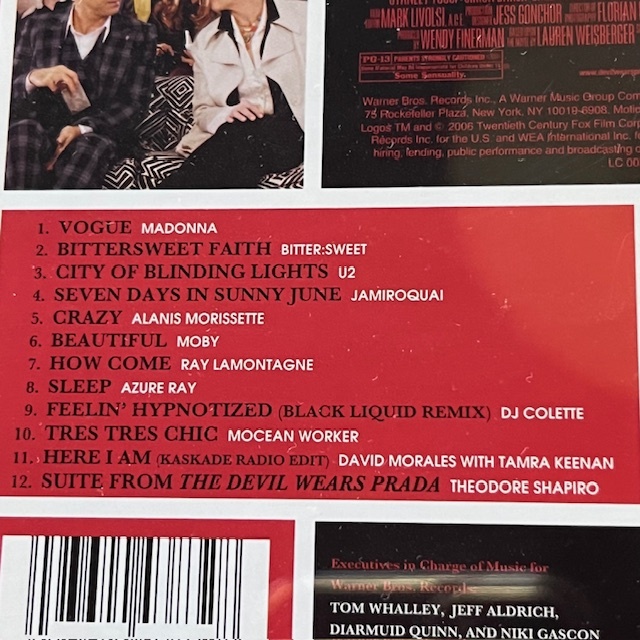 MARK LIVOLSI A.C.E. JESS GONCHOR FLORIAN
WENDY FINERMAN LAUREN WEISBERGER
PG-13 PARENTS STRONGLY CAUTIONED
Some Sensuality.
Warner Bros. Records Inc., A Warner Music Group Com
75 Rockefeller Plaza, New York, NY 10019-6908. Motion
Logos TM and © 2006 Twentieth Century Fox Film Corp
Records Inc. for the U.S. and WEA International Inc.
hiring, lending, public performance and broadcasting
LC 00
1. VOGUE MADONNA
2. BITTERSWEET FAITH BITTER:SWEET
3. CITY OF BLINDING LIGHTS U2
4. SEVEN DAYS IN SUNNY JUNE JAMIROQUAI
5. CRAZY ALANIS MORISSETTE
6. BEAUTIFUL MOBY
7. HOW COME RAY LAMONTAGNE
8. SLEEP AZURE RAY
9. FEELIN' HYPNOTIZED (BLACK LIQUID REMIX) DJ COLETTE
10. TRES TRES CHIC MOCEAN WORKER
11. HERE I AM (KASKADE RADIO EDIT) DAVID MORALES WITH TAMRA KEENAN
12. SUITE FROM THE DEVIL WEARS PRADA THEODORE SHAPIRO
Executives in Charge of Music for
Warner Bros. Records:
TOM WHALLEY, JEFF ALDRICH,
DIARMUID QUINN, AND NIKI GASCON